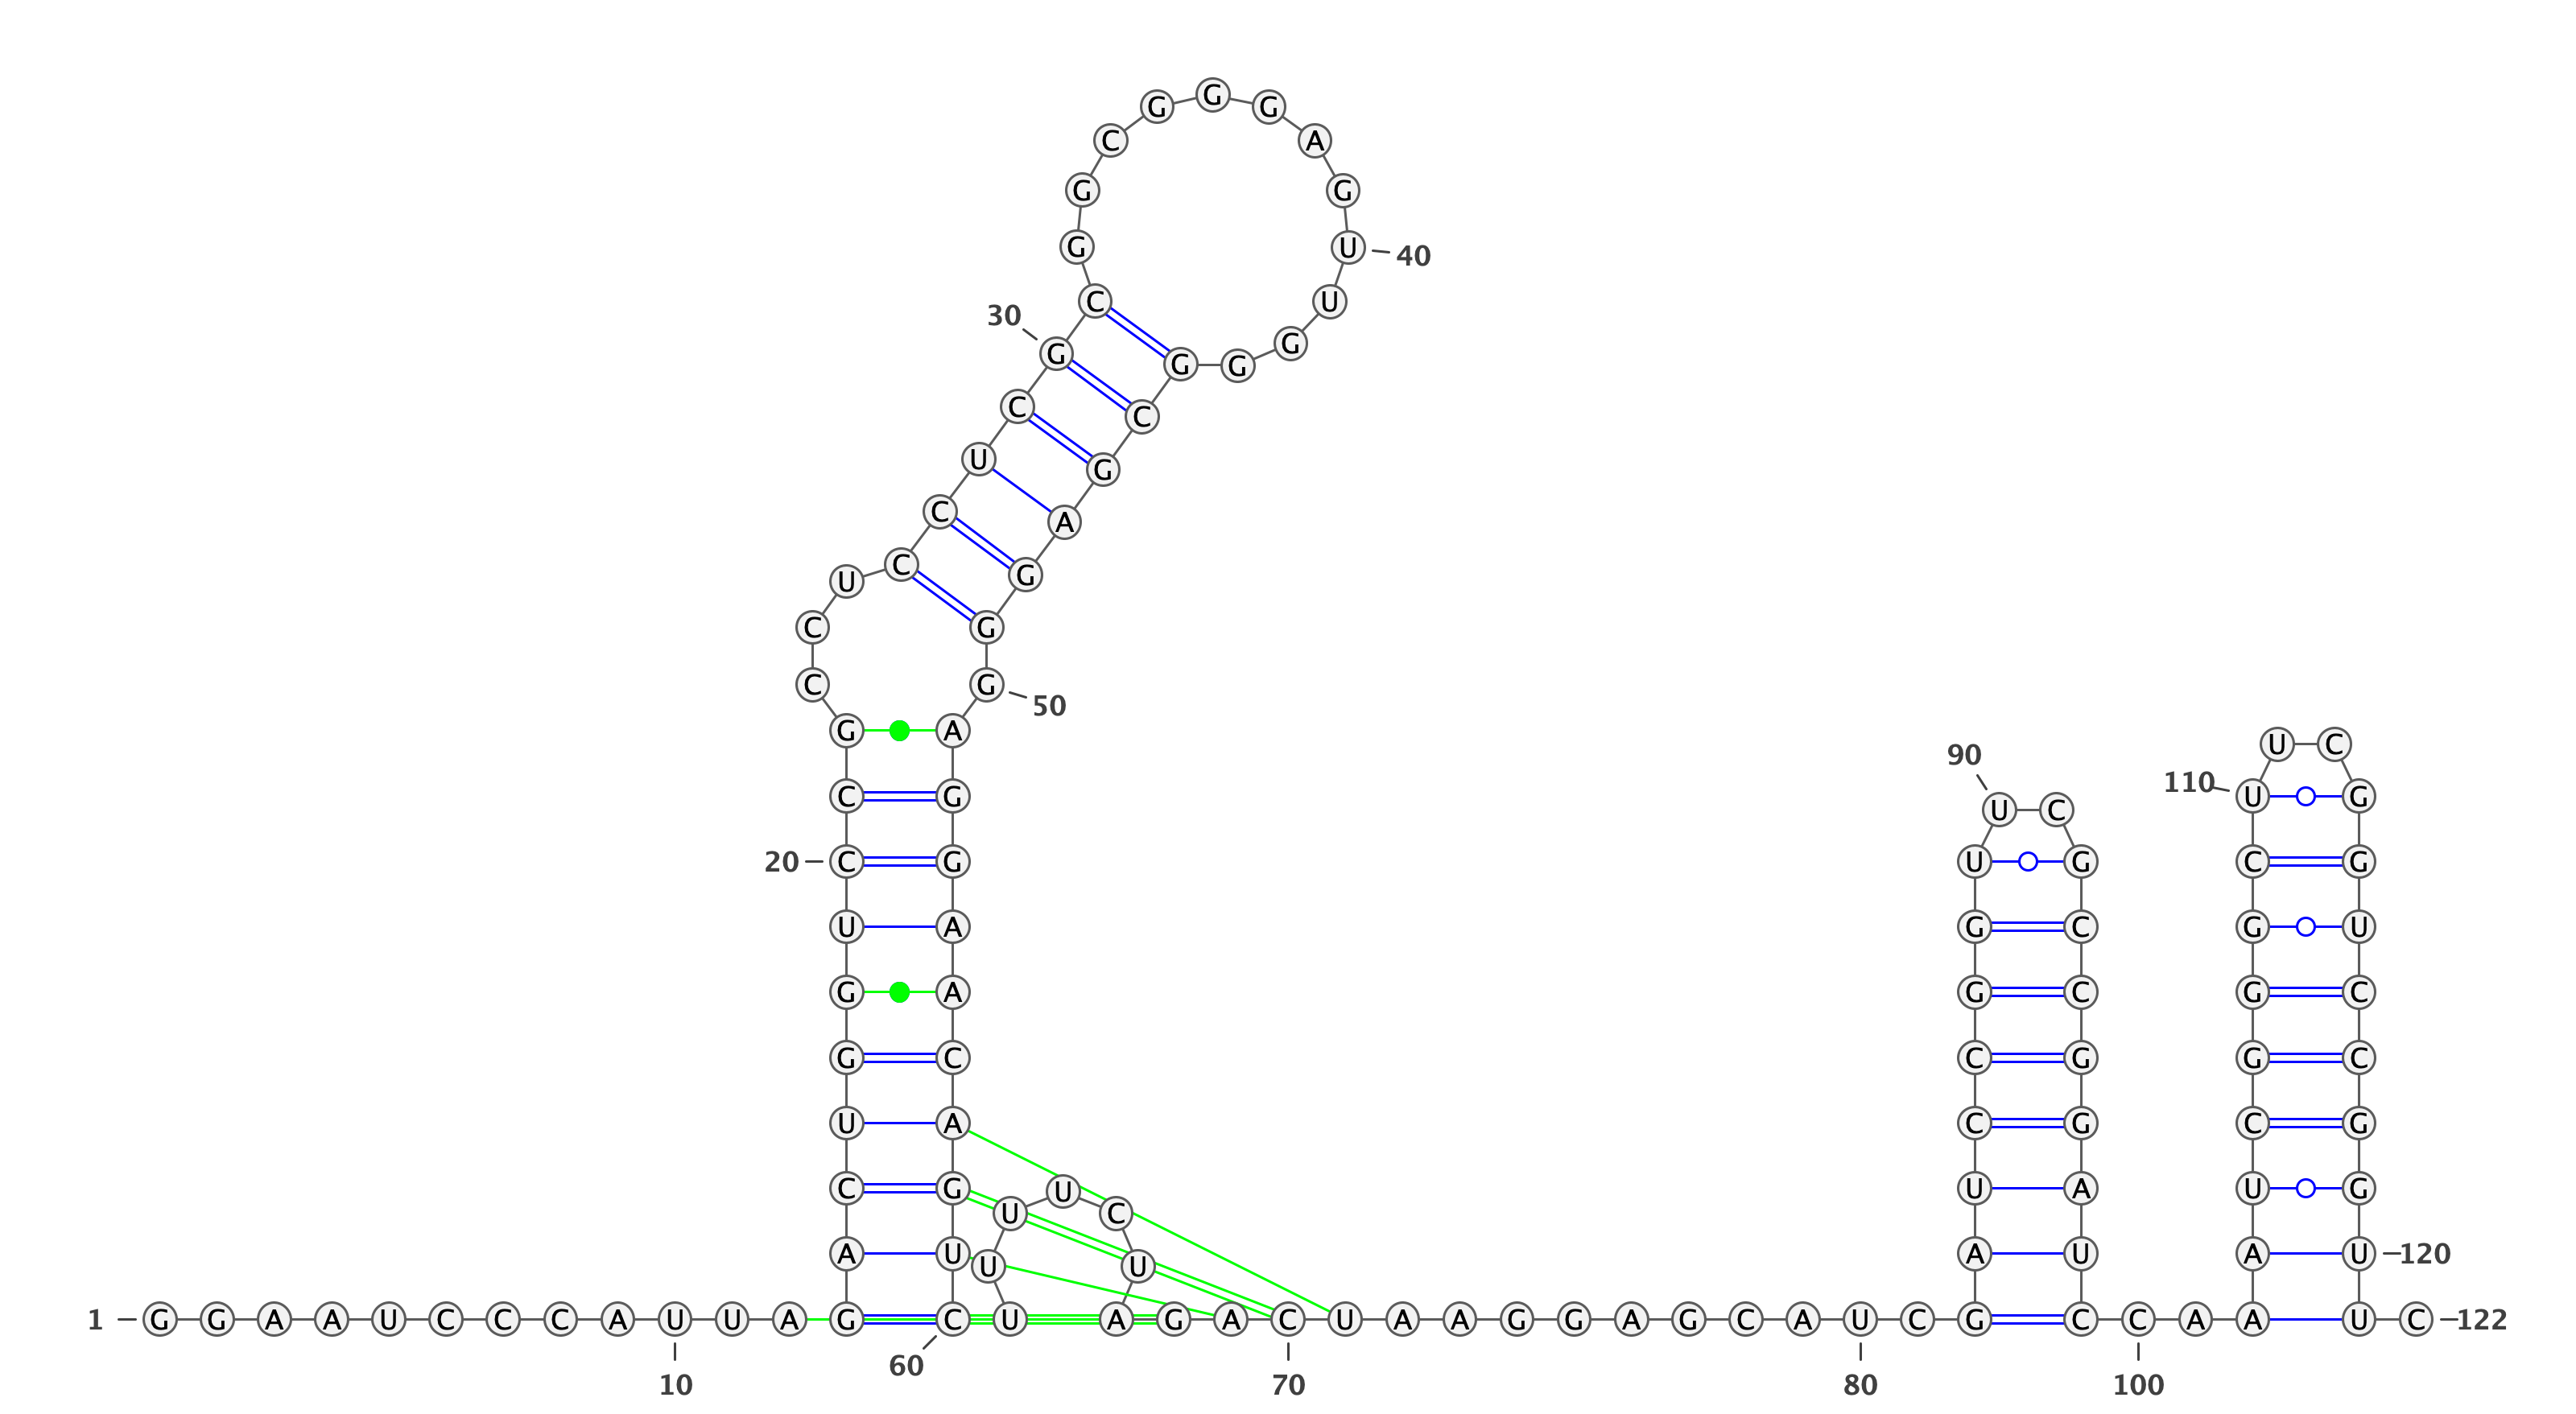 G G G
C A
G G
G U 40
30 C U
G G G G
C C
U G
C A
U C G
C G
C G 50
G A U C
90 U C 110 U G
C G
20 C G U G C G
U A G C G U
G A G C G C
G C C G G C
U A C G C G
C G U U A U G
U C
A U U U A U A U 120
1 G G A A U C C C A U U A G C U A G A C U A A G G A G C A U C G C C A A U C 122
60
10 70 80 100